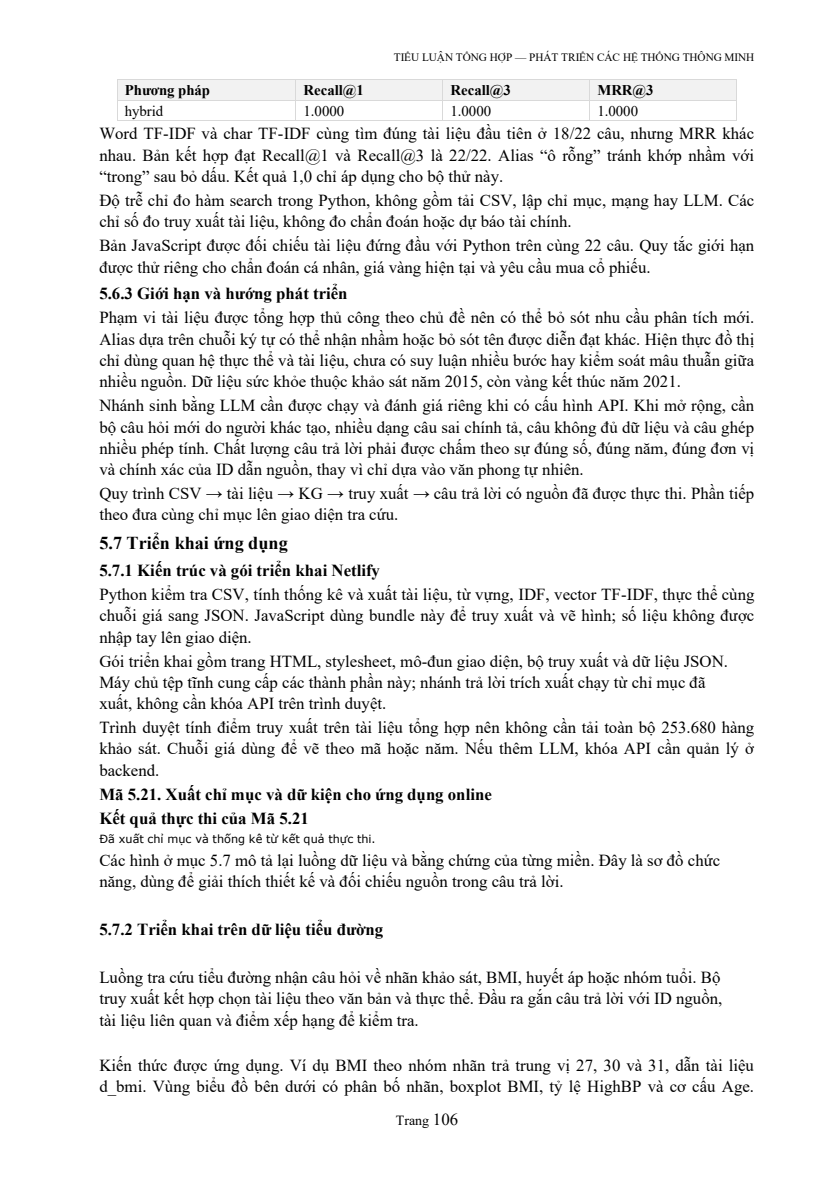 TIỂU LUẬN TỔNG HỢP — PHÁT TRIỂN CÁC HỆ THỐNG THÔNG MINH
Phương pháp Recall@1 Recall@3 MRR@3
hybrid 1.0000 1.0000 1.0000
Word TF-IDF và char TF-IDF cùng tìm đúng tài liệu đầu tiên ở 18/22 câu, nhưng MRR khác
nhau. Bản kết hợp đạt Recall@1 và Recall@3 là 22/22. Alias “ô rỗng” tránh khớp nhầm với
“trong” sau bỏ dấu. Kết quả 1,0 chỉ áp dụng cho bộ thử này.
Độ trễ chỉ đo hàm search trong Python, không gồm tải CSV, lập chỉ mục, mạng hay LLM. Các
chỉ số đo truy xuất tài liệu, không đo chẩn đoán hoặc dự báo tài chính.
Bản JavaScript được đối chiếu tài liệu đứng đầu với Python trên cùng 22 câu. Quy tắc giới hạn
được thử riêng cho chẩn đoán cá nhân, giá vàng hiện tại và yêu cầu mua cổ phiếu.
5.6.3 Giới hạn và hướng phát triển
Phạm vi tài liệu được tổng hợp thủ công theo chủ đề nên có thể bỏ sót nhu cầu phân tích mới.
Alias dựa trên chuỗi ký tự có thể nhận nhầm hoặc bỏ sót tên được diễn đạt khác. Hiện thực đồ thị
chỉ dùng quan hệ thực thể và tài liệu, chưa có suy luận nhiều bước hay kiểm soát mâu thuẫn giữa
nhiều nguồn. Dữ liệu sức khỏe thuộc khảo sát năm 2015, còn vàng kết thúc năm 2021.
Nhánh sinh bằng LLM cần được chạy và đánh giá riêng khi có cấu hình API. Khi mở rộng, cần
bộ câu hỏi mới do người khác tạo, nhiều dạng câu sai chính tả, câu không đủ dữ liệu và câu ghép
nhiều phép tính. Chất lượng câu trả lời phải được chấm theo sự đúng số, đúng năm, đúng đơn vị
và chính xác của ID dẫn nguồn, thay vì chỉ dựa vào văn phong tự nhiên.
Quy trình CSV → tài liệu → KG → truy xuất → câu trả lời có nguồn đã được thực thi. Phần tiếp
theo đưa cùng chỉ mục lên giao diện tra cứu.
5.7 Triển khai ứng dụng
5.7.1 Kiến trúc và gói triển khai Netlify
Python kiểm tra CSV, tính thống kê và xuất tài liệu, từ vựng, IDF, vector TF-IDF, thực thể cùng
chuỗi giá sang JSON. JavaScript dùng bundle này để truy xuất và vẽ hình; số liệu không được
nhập tay lên giao diện.
Gói triển khai gồm trang HTML, stylesheet, mô-đun giao diện, bộ truy xuất và dữ liệu JSON.
Máy chủ tệp tĩnh cung cấp các thành phần này; nhánh trả lời trích xuất chạy từ chỉ mục đã
xuất, không cần khóa API trên trình duyệt.
Trình duyệt tính điểm truy xuất trên tài liệu tổng hợp nên không cần tải toàn bộ 253.680 hàng
khảo sát. Chuỗi giá dùng để vẽ theo mã hoặc năm. Nếu thêm LLM, khóa API cần quản lý ở
backend.
Mã 5.21. Xuất chỉ mục và dữ kiện cho ứng dụng online
Kết quả thực thi của Mã 5.21
Đã xuất chỉ mục và thống kê từ kết quả thực thi.
Các hình ở mục 5.7 mô tả lại luồng dữ liệu và bằng chứng của từng miền. Đây là sơ đồ chức
năng, dùng để giải thích thiết kế và đối chiếu nguồn trong câu trả lời.
5.7.2 Triển khai trên dữ liệu tiểu đường
Luồng tra cứu tiểu đường nhận câu hỏi về nhãn khảo sát, BMI, huyết áp hoặc nhóm tuổi. Bộ
truy xuất kết hợp chọn tài liệu theo văn bản và thực thể. Đầu ra gắn câu trả lời với ID nguồn,
tài liệu liên quan và điểm xếp hạng để kiểm tra.
Kiến thức được ứng dụng. Ví dụ BMI theo nhóm nhãn trả trung vị 27, 30 và 31, dẫn tài liệu
d_bmi. Vùng biểu đồ bên dưới có phân bố nhãn, boxplot BMI, tỷ lệ HighBP và cơ cấu Age.
Trang 106